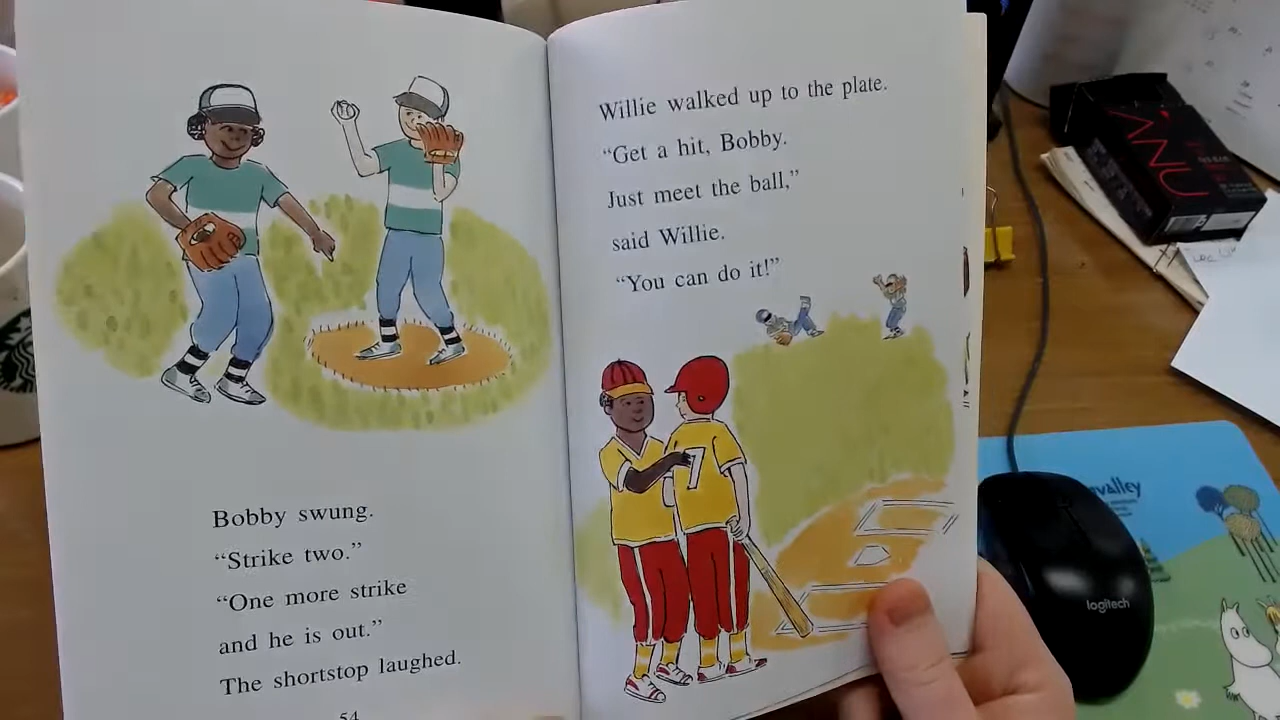 Bobby swung.
“Strike two.”
“One more strike
and he is out.”
The shortstop laughed.
54
Willie walked up to the plate.
“Get a hit, Bobby.
Just meet the ball,”
said Willie.
“You can do it!”
7
logitech